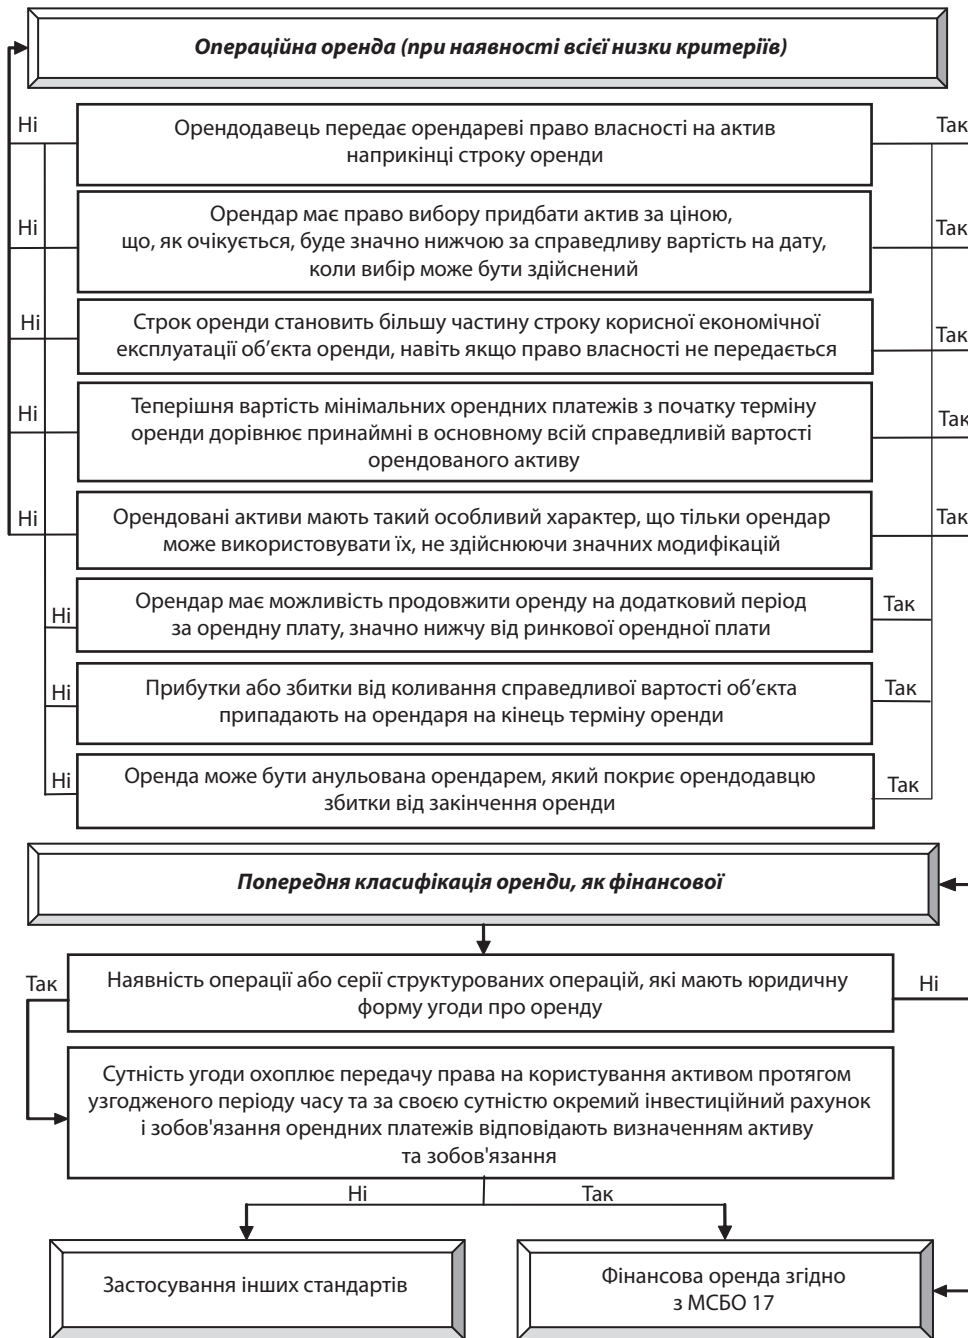 Операційна оренда (при наявності всієї низки критеріїв)
Ні
Орендодавець передає орендареві право власності на актив
наприкінці строку оренди
Так
Ні
Орендар має право вибору придбати актив за ціною,
що, як очікується, буде значно нижчою за справедливу вартість на дату,
коли вибір може бути здійснений
Так
Ні
Строк оренди становить більшу частину строку корисної економічної
експлуатації об’єкта оренди, навіть якщо право власності не передається
Так
Ні
Теперішня вартість мінімальних орендних платежів з початку терміну
оренди дорівнює принаймні в основному всій справедливій вартості
орендованого активу
Так
Ні
Орендовані активи мають такий особливий характер, що тільки орендар
може використовувати їх, не здійснюючи значних модифікацій
Так
Ні
Орендар має можливість продовжити оренду на додатковий період
за орендну плату, значно нижчу від ринкової орендної плати
Так
Ні
Прибутки або збитки від коливання справедливої вартості об’єкта
припадають на орендаря на кінець терміну оренди
Так
Ні
Оренда може бути анульована орендарем, який покриє орендодавцю
збитки від закінчення оренди
Так
Попередня класифікація оренди, як фінансової
Так
Наявність операції або серії структурованих операцій, які мають юридичну
форму угоди про оренду
Ні
Сутність угоди охоплює передачу права на користування активом протягом
узгодженого періоду часу та за своєю сутністю окремий інвестиційний рахунок
і зобов'язання орендних платежів відповідають визначенням активу
та зобов'язання
Ні
Так
Застосування інших стандартів
Фінансова оренда згідно
з МСБО 17